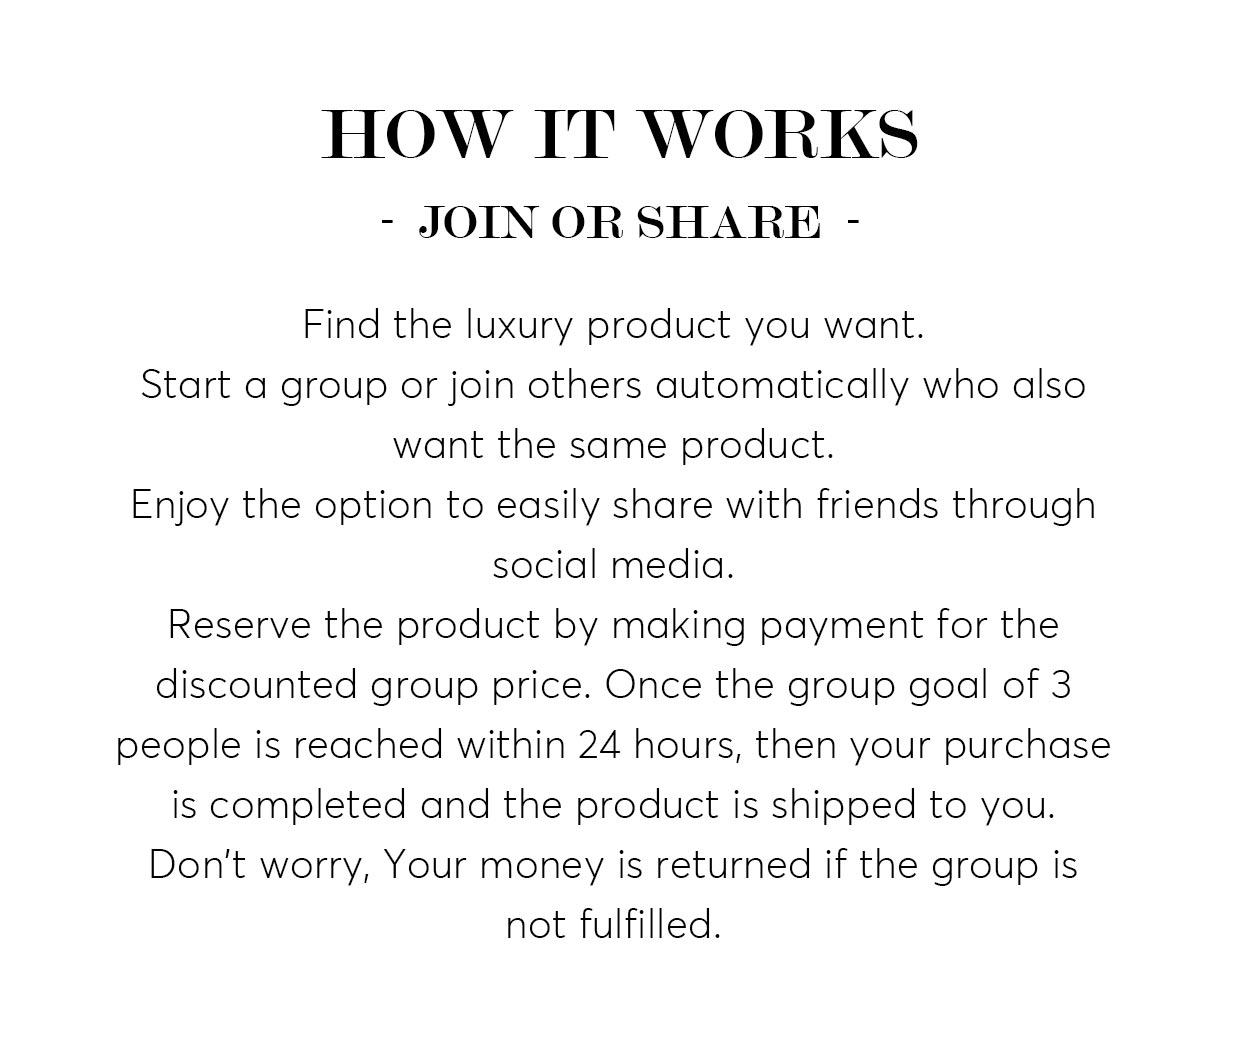 HOW IT WORKS
- JOIN OR SHARE -
Find the luxury product you want.
Start a group or join others automatically who also
want the same product.
Enjoy the option to easily share with friends through
social media.
Reserve the product by making payment for the
discounted group price. Once the group goal of 3
people is reached within 24 hours, then your purchase
is completed and the product is shipped to you.
Don't worry, Your money is returned if the group is
not fulfilled.